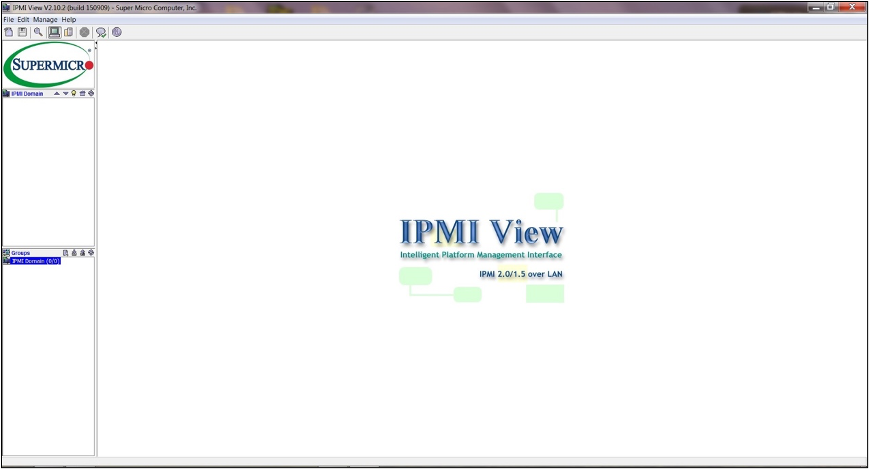 IPMI View V2.10.2 (build 150909) - Super Micro Computer, Inc.
File Edit Manage Help
SUPERMICR
IPMI Domain
IPMI View
Intelligent Platform Management Interface
IPMI 2.0/1.5 over LAN
Groups
IPMI Domain (0/0)